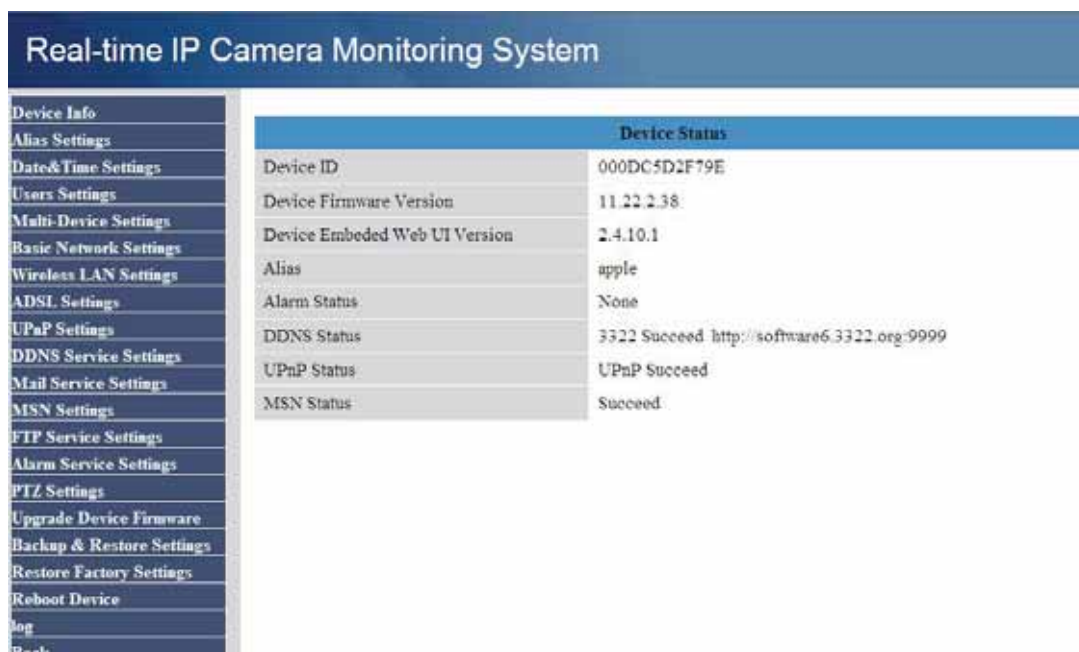 Real-time IP Camera Monitoring System
Device Info
Alias Settings
Date&Time Settings
Users Settings
Multi-Device Settings
Basic Network Settings
Wireless LAN Settings
ADSL Settings
UPnP Settings
DDNS Service Settings
Mail Service Settings
MSN Settings
FTP Service Settings
Alarm Service Settings
PTZ Settings
Upgrade Device Firmware
Backup & Restore Settings
Restore Factory Settings
Reboot Device
log
Back
Device Status
Device ID 000DC5D2F79E
Device Firmware Version 11.22.2.38
Device Embeded Web UI Version 2.4.10.1
Alias apple
Alarm Status None
DDNS Status 3322 Succeed http://software6.3322.org:9999
UPnP Status UPnP Succeed
MSN Status Succeed